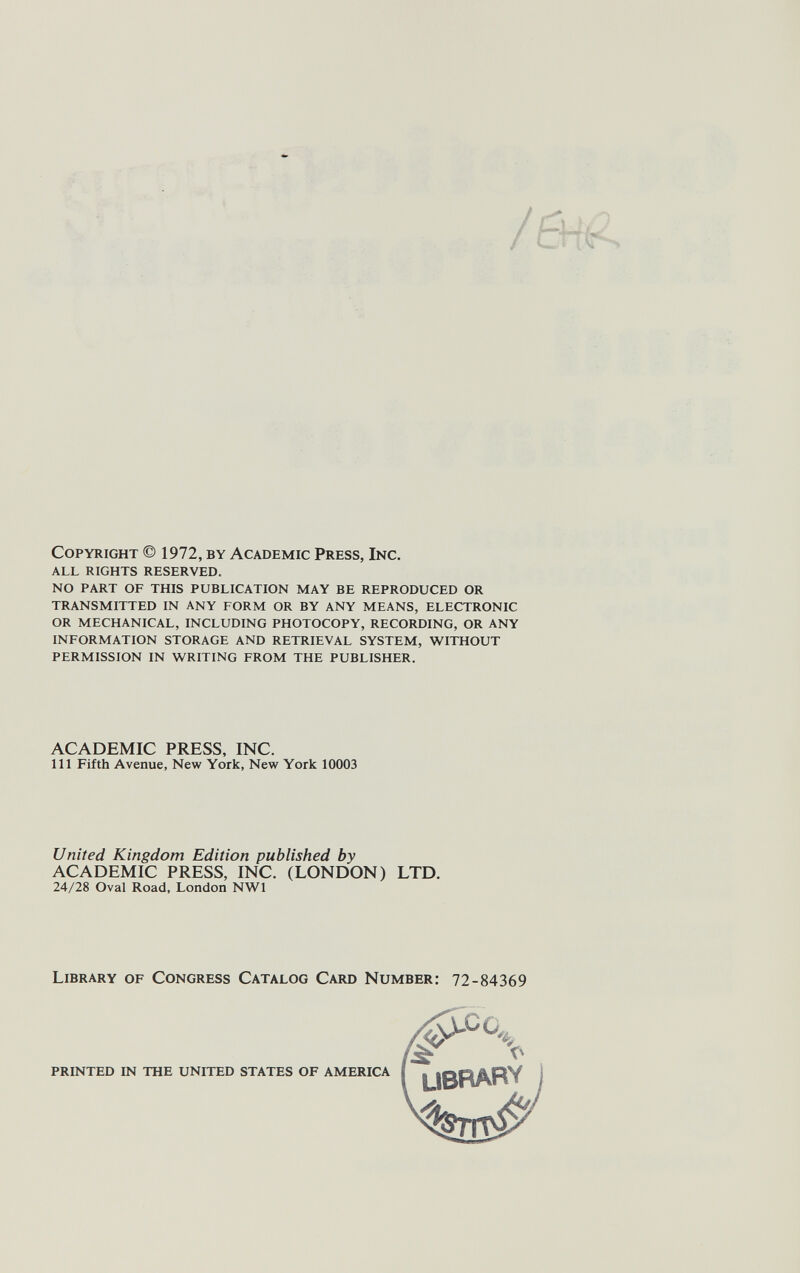 COPYRIGHT © 1972, BY ACADEMIC PRESS, INC.
ALL RIGHTS RESERVED.
NO PART OF THIS PUBLICATION MAY BE REPRODUCED OR
TRANSMITTED IN ANY FORM OR BY ANY MEANS, ELECTRONIC
OR MECHANICAL, INCLUDING PHOTOCOPY, RECORDING, OR ANY
INFORMATION STORAGE AND RETRIEVAL SYSTEM, WITHOUT
PERMISSION IN WRITING FROM THE PUBLISHER.
ACADEMIC PRESS, INC.
111 Fifth Avenue, New York, New York 10003
United Kingdom Edition published by
ACADEMIC PRESS, INC. (LONDON) LTD.
24/28 Oval Road, London NW1
LIBRARY OF CONGRESS CATALOG CARD NUMBER: 72-84369
PRINTED IN THE UNITED STATES OF AMERICA
LIBRARY